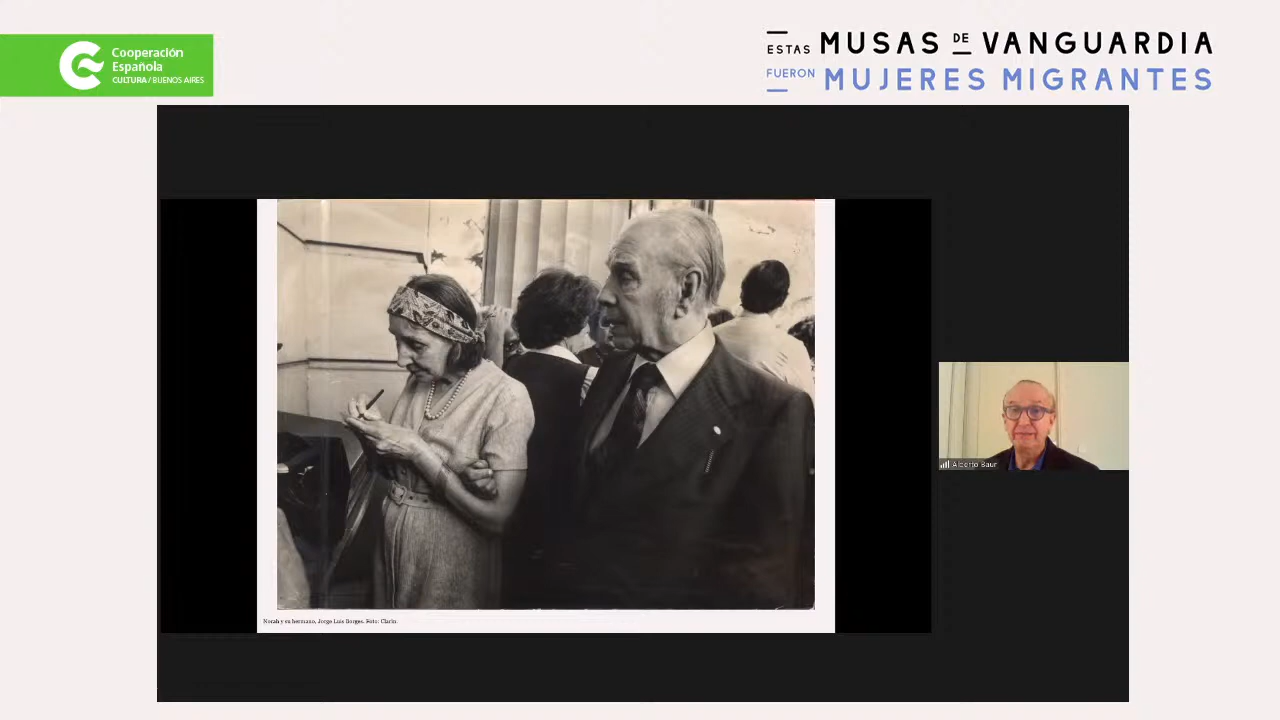 Cooperación
Española
CULTURA / BUENOS AIRES
ESTAS MUSAS DE VANGUARDIA
FUERON MUJERES MIGRANTES
Alberto Baur
Norah y su hermano, Jorge Luis Borges. Foto: Clarín.